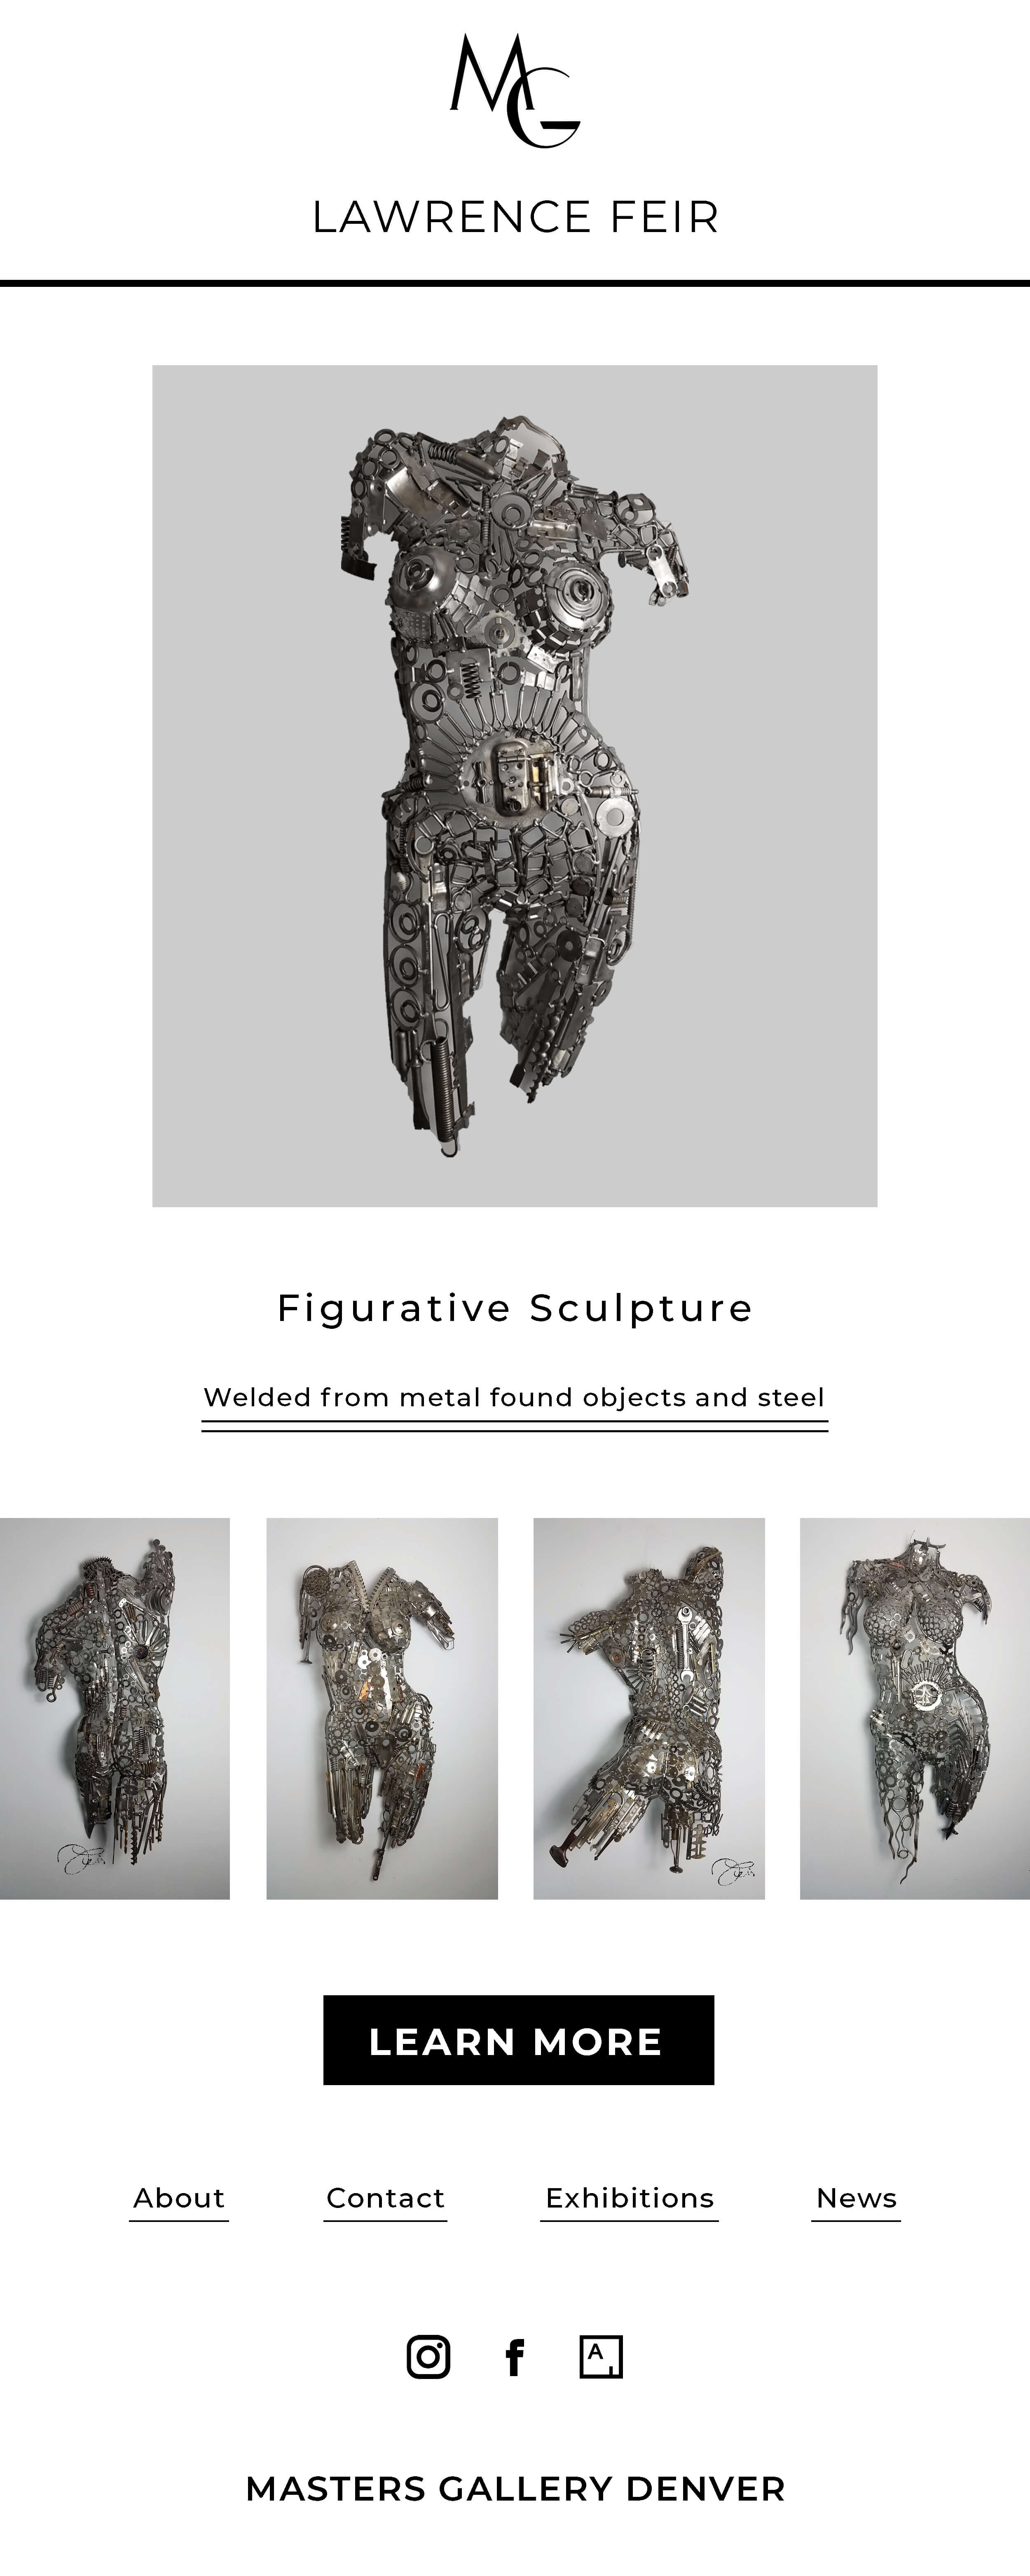 MG
LAWRENCE FEIR
Figurative Sculpture
Welded from metal found objects and steel
LEARN MORE
About Contact Exhibitions News
A
MASTERS GALLERY DENVER